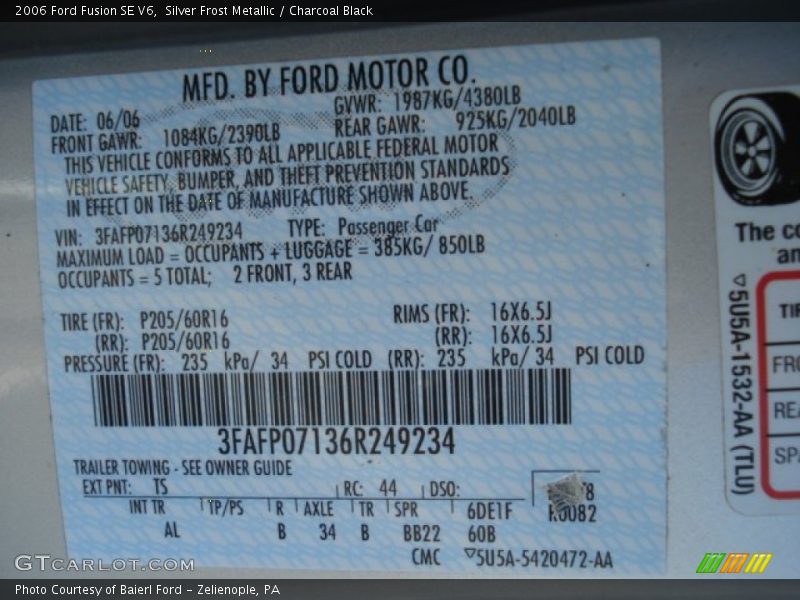 2006 Ford Fusion SE V6,  Silver Frost Metallic / Charcoal Black
MFD. BY FORD MOTOR CO.
DATE: 06/06 GVWR: 1987KG/4380LB
FRONT GAWR: 1084KG/2390LB REAR GAWR: 925KG/2040LB
THIS VEHICLE CONFORMS TO ALL APPLICABLE FEDERAL MOTOR
VEHICLE SAFETY, BUMPER, AND THEFT PREVENTION STANDARDS
IN EFFECT ON THE DATE OF MANUFACTURE SHOWN ABOVE.
VIN: 3FAFP07136R249234 TYPE: Passenger Car
MAXIMUM LOAD = OCCUPANTS + LUGGAGE = 385KG/ 850LB
OCCUPANTS = 5 TOTAL; 2 FRONT, 3 REAR
TIRE (FR): P205/60R16 RIMS (FR): 16X6.5J
(RR): P205/60R16 (RR): 16X6.5J
PRESSURE (FR): 235 kPa/ 34 PSI COLD (RR): 235 kPa/ 34 PSI COLD
3FAFP07136R249234
TRAILER TOWING - SEE OWNER GUIDE
EXT PNT: TS RC: 44 DSO:
INT TR TP/PS R AXLE TR SPR 6DE1F R0082
AL B 34 B BB22 60B
CMC ▽5U5A-5420472-AA
The co
an
TIR
FRO
REA
SPA
▽5U5A-1532-AA (TLU)
GTCARLOT.COM
Photo Courtesy of Baierl Ford – Zelienople, PA